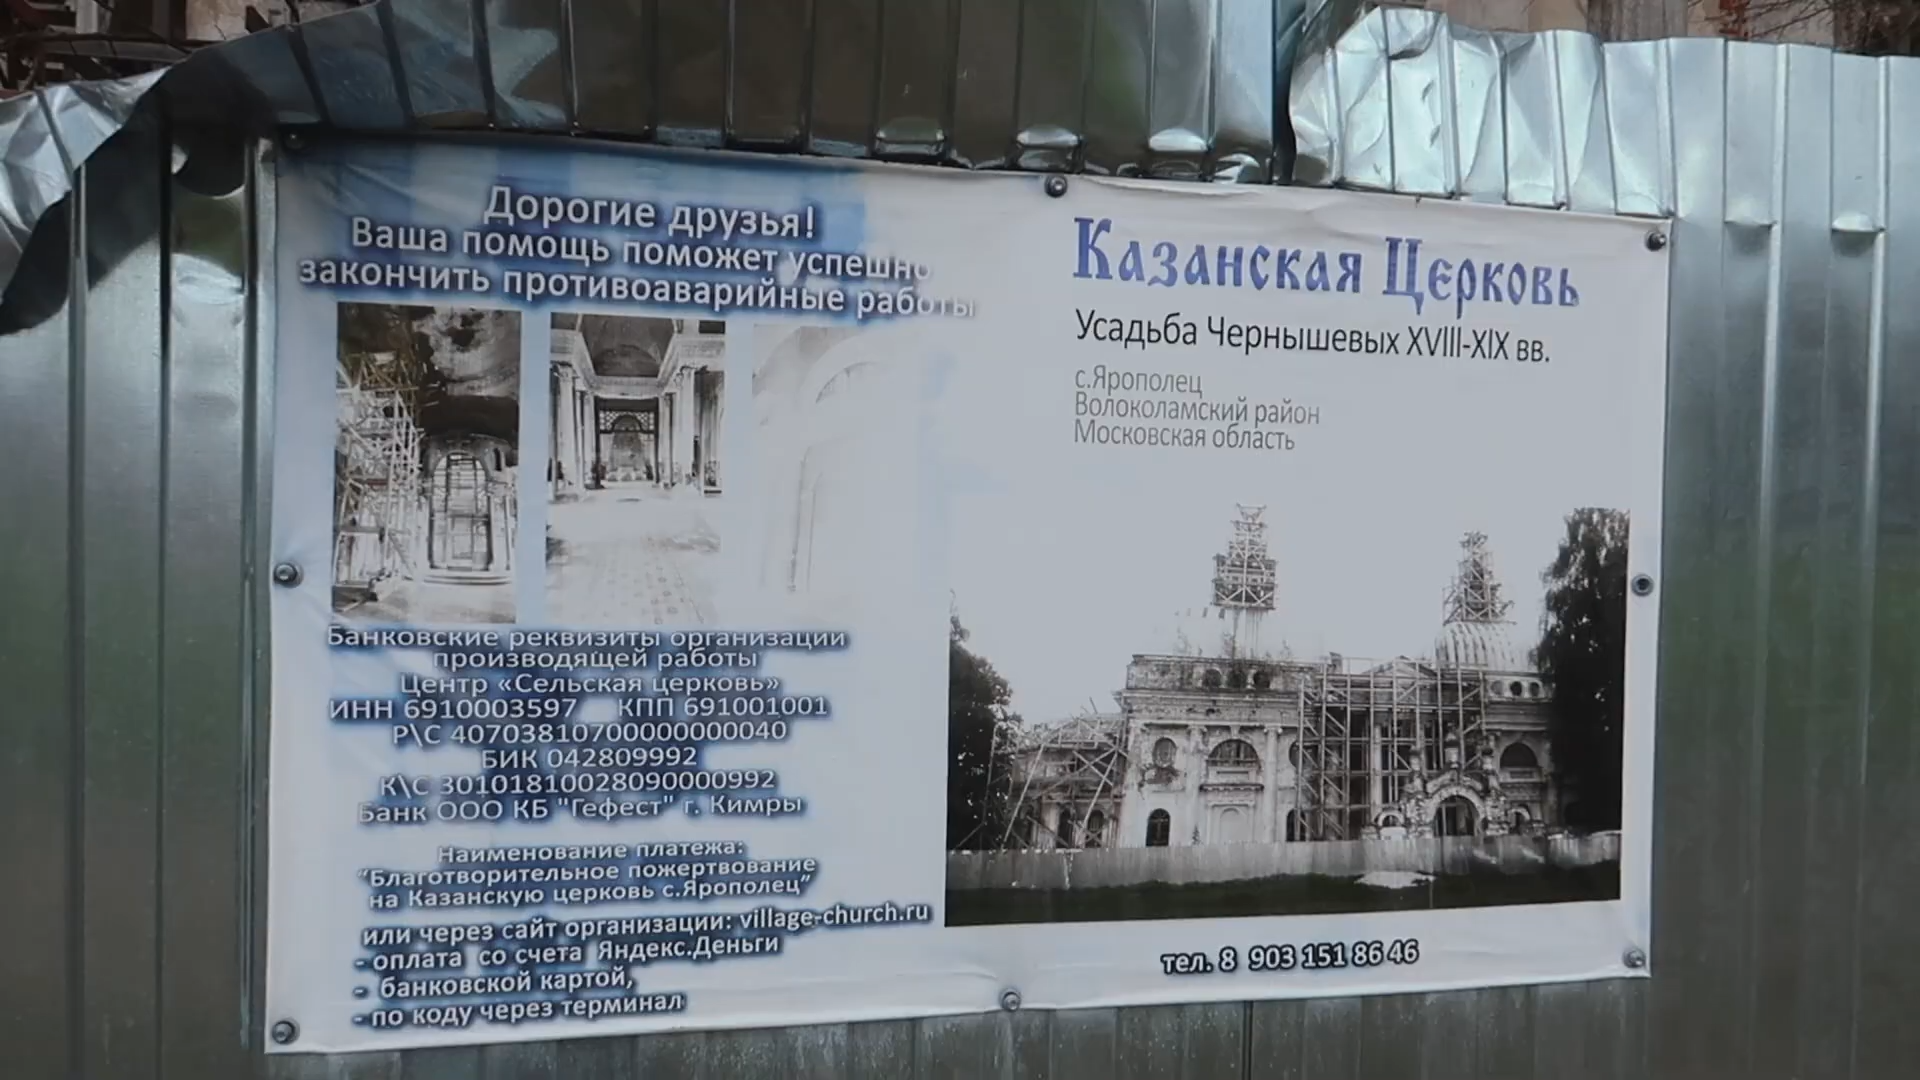 Дорогие друзья!
Ваша помощь поможет успешно
закончить противоаварийные работы
Банковские реквизиты организации
производящей работы
Центр «Сельская церковь»
ИНН 6910003597 КПП 691001001
Р\С 40703810700000000040
БИК 042809992
К\С 30101810028090000992
Банк ООО КБ "Гефест" г. Кимры
Наименование платежа:
“Благотворительное пожертвование
на Казанскую церковь с.Ярополец”
или через сайт организации: village-church.ru
- оплата со счета Яндекс.Деньги
- банковской картой,
- по коду через терминал
Казанская Церковь
Усадьба Чернышевых XVIII-XIX вв.
с.Ярополец
Волоколамский район
Московская область
тел. 8 903 151 86 46